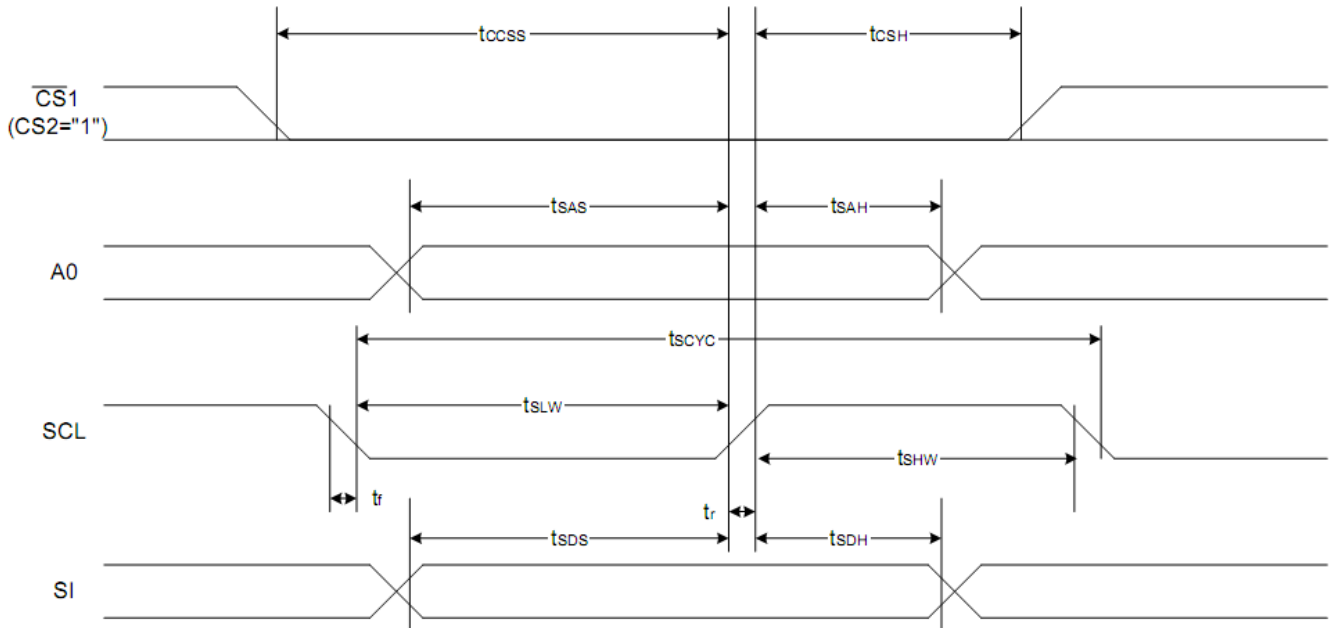 tCCSS
tCSH
CS1
(CS2="1")
tSAS
tSAH
A0
tSCYC
tSLW
SCL
tSHW
tf
tr
tSDS
tSDH
SI